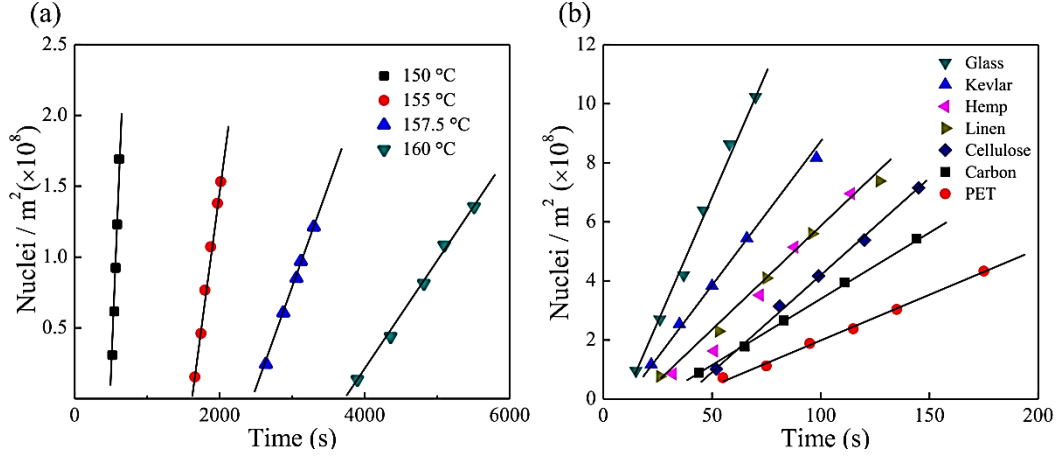 (a)
Nuclei / m²(×10⁸)
2.5
2.0
1.5
1.0
0.5
0
2000
4000
6000
Time (s)
150 °C
155 °C
157.5 °C
160 °C
(b)
Nuclei / m² (×10⁸)
12
10
8
6
4
2
0
0
50
100
150
200
Time (s)
Glass
Kevlar
Hemp
Linen
Cellulose
Carbon
PET